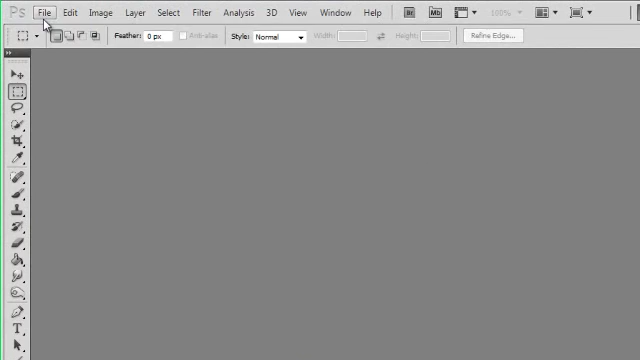 Ps File Edit Image Layer Select Filter Analysis 3D View Window Help Br Mb 100%
Feather: 0 px Anti-alias Style: Normal Width: Height: Refine Edge...
T